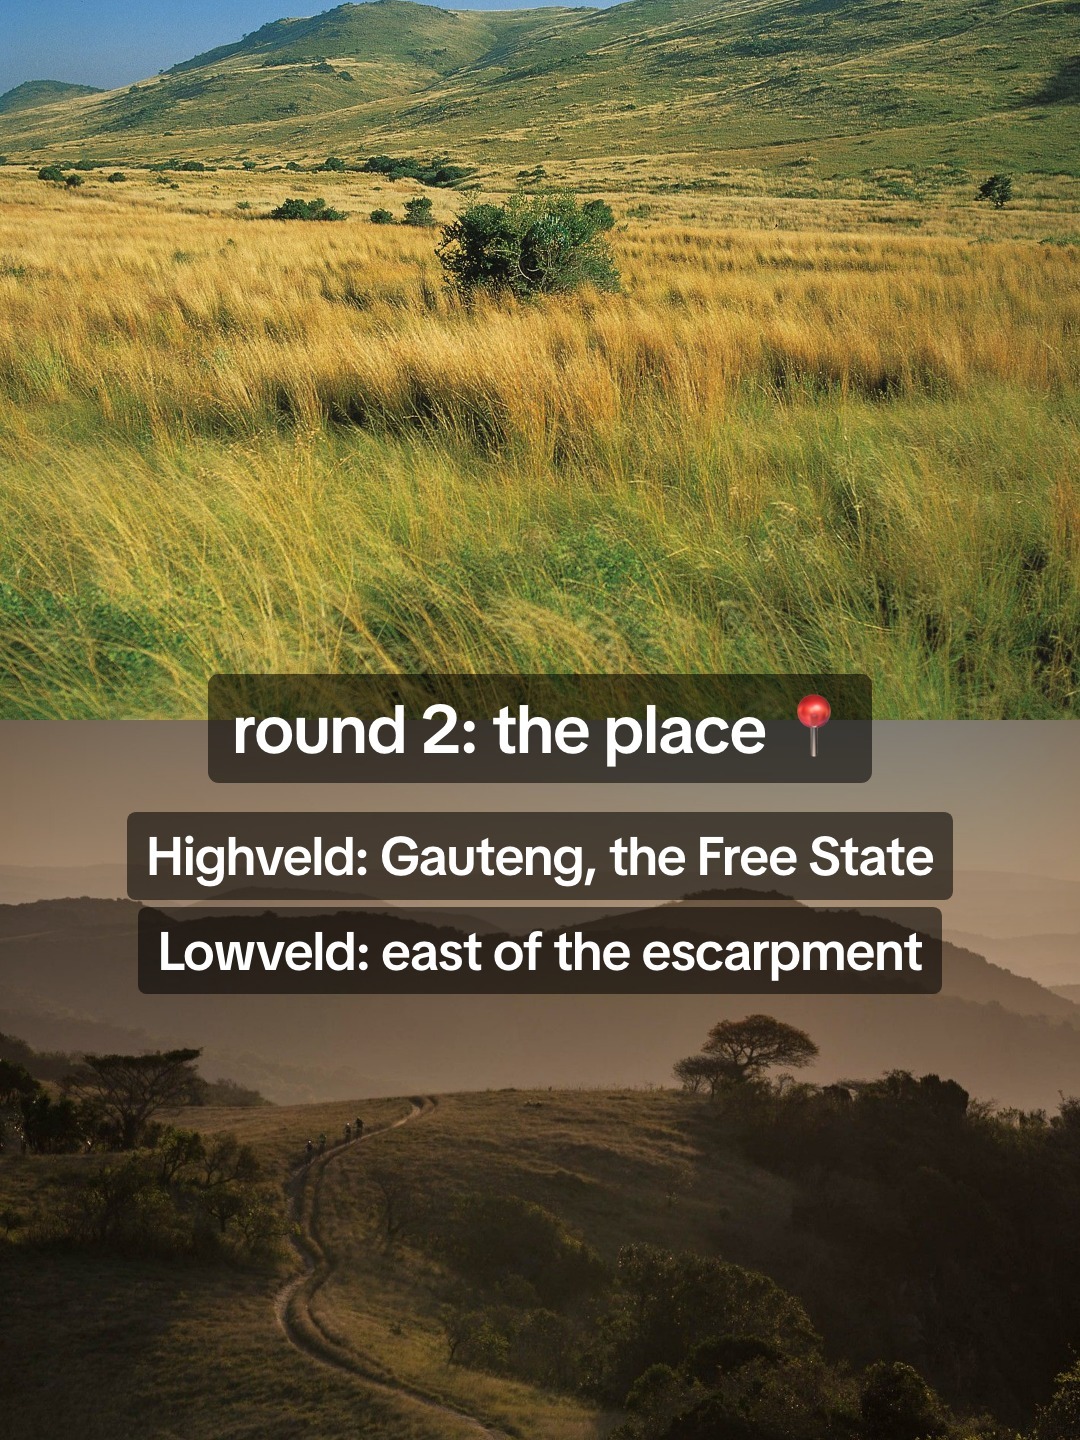 round 2: the place 📍
Highveld: Gauteng, the Free State
Lowveld: east of the escarpment